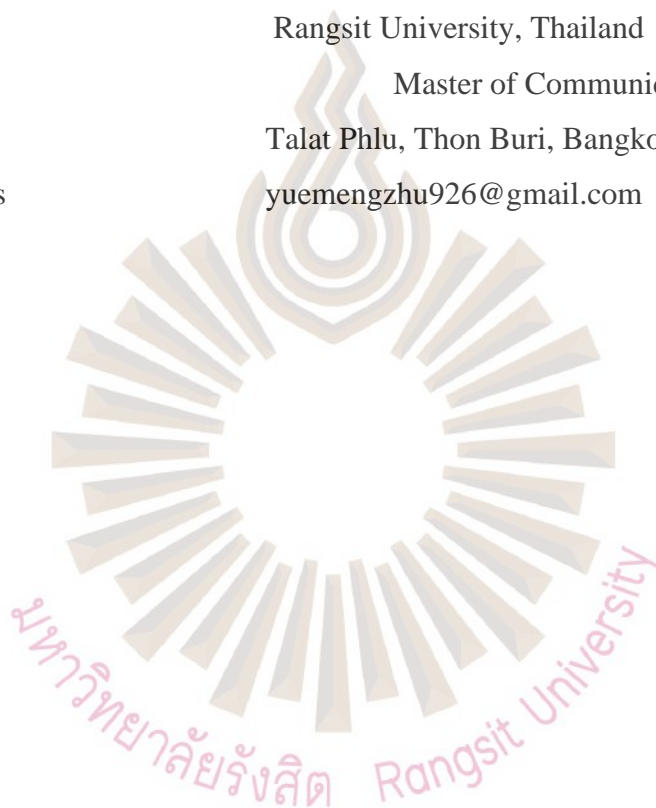 Rangsit University, Thailand
Master of Communic
Talat Phlu, Thon Buri, Bangko
s yuemengzhu926@gmail.com
มหาวิทยาลัยรังสิต Rangsit University